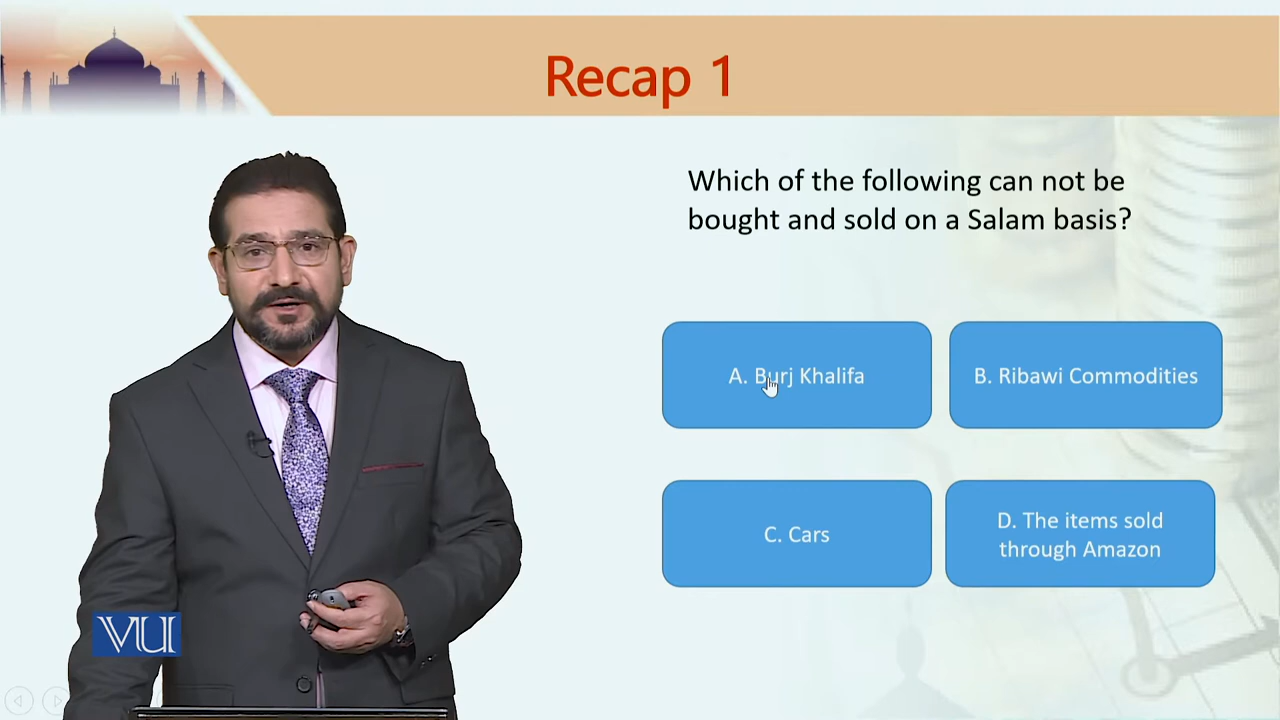 Recap 1
Which of the following can not be
bought and sold on a Salam basis?
A. Burj Khalifa
B. Ribawi Commodities
C. Cars
D. The items sold
through Amazon
VU